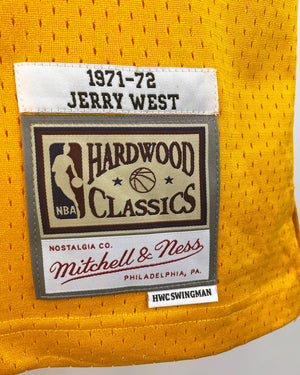 1971-72
JERRY WEST
HARDWOOD
NBA
CLASSICS
NOSTALGIA CO.
Mitchell & Ness
PHILADELPHIA, PA.
HWC SWINGMAN